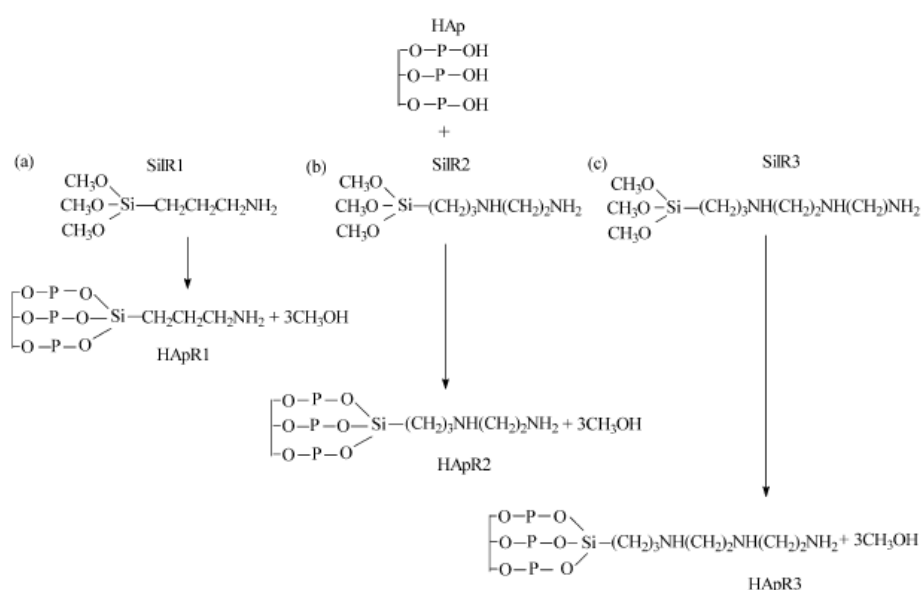 HAp
O–P–OH
O–P–OH
O–P–OH
+
(a) SilR1
CH₃O
CH₃O–Si–CH₂CH₂CH₂NH₂
CH₃O
(b) SilR2
CH₃O
CH₃O–Si–(CH₂)₃NH(CH₂)₂NH₂
CH₃O
(c) SilR3
CH₃O
CH₃O–Si–(CH₂)₃NH(CH₂)₂NH(CH₂)NH₂
CH₃O
O–P–O
O–P–O–Si–CH₂CH₂CH₂NH₂ + 3CH₃OH
O–P–O
HApR1
O–P–O
O–P–O–Si–(CH₂)₃NH(CH₂)₂NH₂ + 3CH₃OH
O–P–O
HApR2
O–P–O
O–P–O–Si–(CH₂)₃NH(CH₂)₂NH(CH₂)₂NH₂ + 3CH₃OH
O–P–O
HApR3